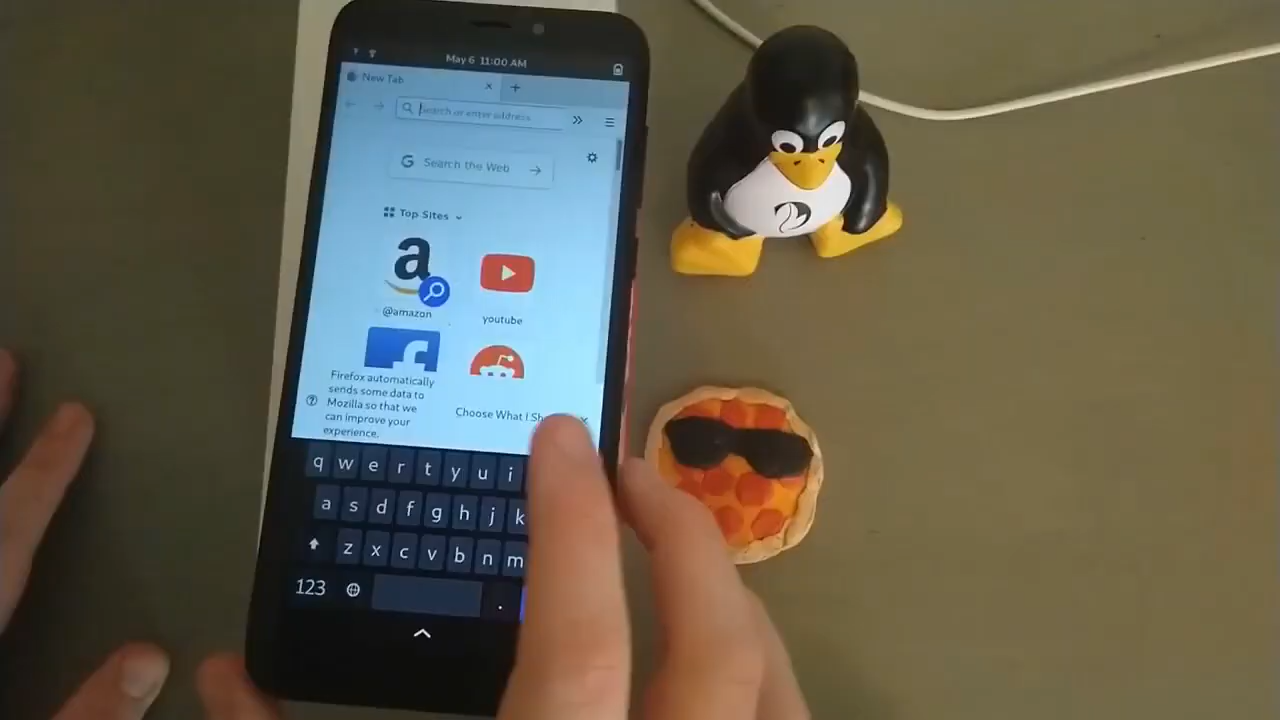 May 6 11:00 AM
New Tab
Search or enter address
G Search the Web
Top Sites
a
@amazon
youtube
f
Firefox automatically
sends some data to
Mozilla so that we
can improve your
experience.
Choose What I Sh
q w e r t y u i
a s d f g h j k
z x c v b n m
123 .